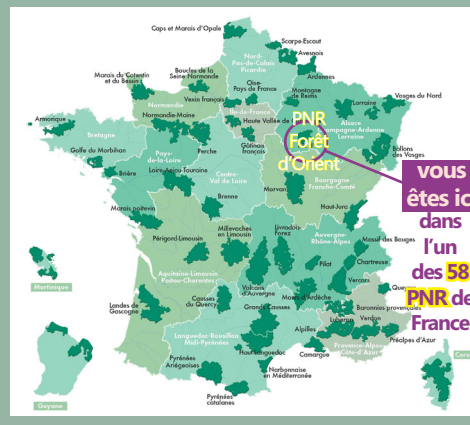 Caps et Marais d'Opale
Scarpe-Escaut
Avesnois
Nord-
Pas-de-Calais
Picardie
Boucles de la
Seine Normande
Marais du Cotentin
et du Bessin
Oise-
Pays de France
Ardennes
Montagne
de Reims
Vexin français
Île-de-France
Normandie
Normandie-Maine
Haute Vallée de
PNR
Forêt
d'Orient
Lorraine
Vosges du Nord
Alsace
Champagne-Ardenne
Lorraine
Armorique
Bretagne
Golfe du Morbihan
Pays-
de-la-Loire
Perche
Gâtinais
français
Ballons
des Vosges
Brière
Loire-Anjou-Touraine
Centre-
Val de Loire
Bourgogne
Franche-Comté
Morvan
vous
êtes ici
dans
l'un
des 58
PNR de
France
Brenne
Haut-Jura
Marais poitevin
Périgord-Limousin
Millevaches
en Limousin
Livradois-
Forez
Auvergne-
Rhône-Alpes
Massif des Bauges
Chartreuse
Pilat
Vercors
Aquitaine-Limousin
Poitou-Charentes
Volcans
d'Auvergne
Landes de
Gascogne
Causses
du Quercy
Grands Causses
Monts d'Ardèche
Baronnies provençales
Luberon
Verdon
Alpilles
Préalpes d'Azur
Languedoc-Roussillon
Midi-Pyrénées
Haut-Languedoc
Camargue
Provence-Alpes-
Côte-d'Azur
Pyrénées
Ariégeoises
Narbonnaise
en Méditerranée
Pyrénées
catalanes
Martinique
Guyane